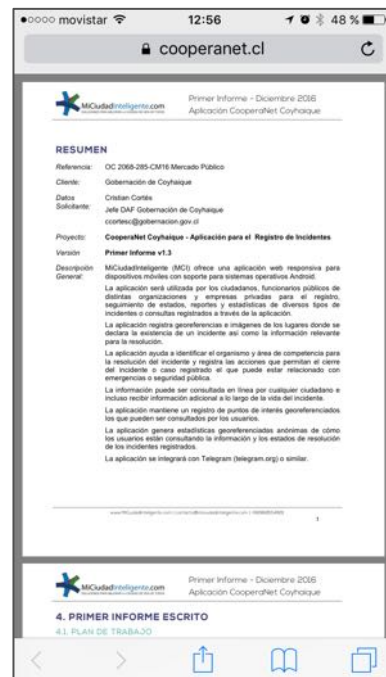 movistar 12:56 48 %
cooperanet.cl
MiCiudadInteligente.com
Primer Informe - Diciembre 2016
Aplicación CooperaNet Coyhaique
RESUMEN
Referencia: OC 2068-285-CM16 Mercado Público
Cliente: Gobernación de Coyhaique
Datos Solicitante: Cristian Cortés
Jefe DAF Gobernación de Coyhaique
ccortesc@gobernacion.gov.cl
Proyecto: CooperaNet Coyhaique - Aplicación para el Registro de Incidentes
Versión Primer Informe v1.3
Descripción General: MiCiudadInteligente (MCI) ofrece una aplicación web responsiva para
dispositivos móviles con soporte para sistemas operativos Android.
La aplicación será utilizada por los ciudadanos, funcionarios públicos de
distintas organizaciones y empresas privadas para el registro,
seguimiento de estados, reportes y estadísticas de diversos tipos de
incidentes o consultas registrados a través de la aplicación.
La aplicación registra georeferencias e imágenes de los lugares donde se
declara la existencia de un incidente así como la información relevante
para la resolución.
La aplicación ayuda a identificar el organismo y área de competencia para
la resolución del incidente y registra las acciones que permitan el cierre
del incidente o caso registrado el que puede estar relacionado con
emergencias o seguridad pública.
La información puede ser consultada en línea por cualquier ciudadano e
incluso recibir información adicional a lo largo de la vida del incidente.
La aplicación mantiene un registro de puntos de interés georeferenciados
los que pueden ser consultados por los usuarios.
La aplicación genera estadísticas georeferenciadas anónimas de cómo
los usuarios están consultando la información y los estados de resolución
de los incidentes registrados.
La aplicación se integrará con Telegram (telegram.org) o similar.
1
MiCiudadInteligente.com
Primer Informe - Diciembre 2016
Aplicación CooperaNet Coyhaique
4. PRIMER INFORME ESCRITO
4.1. PLAN DE TRABAJO